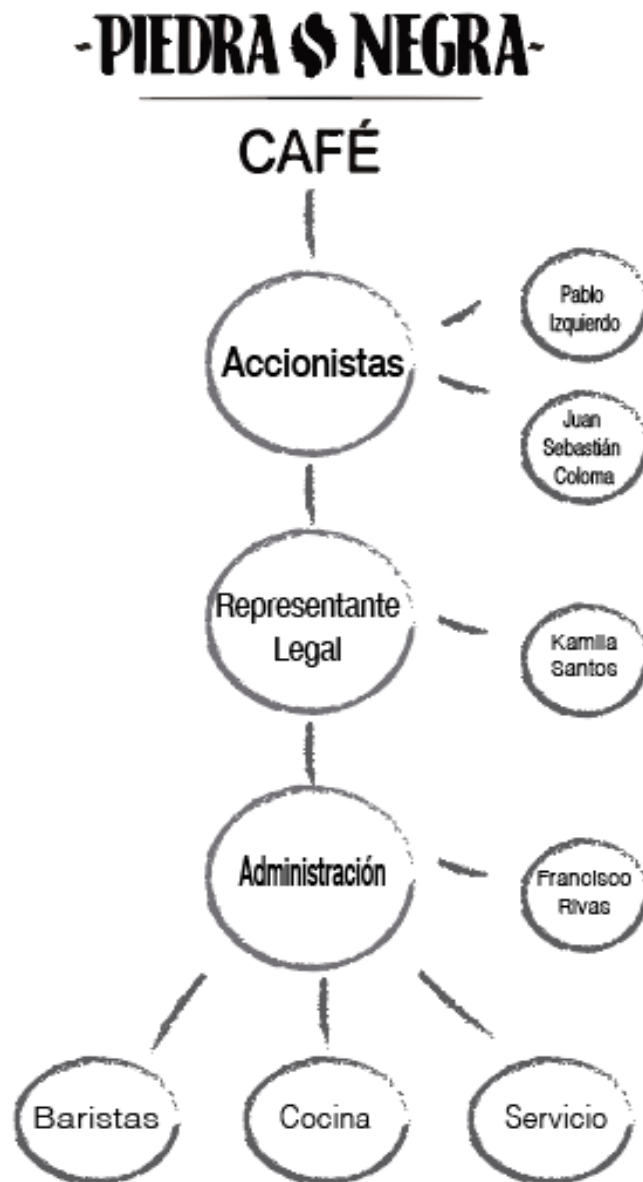 -PIEDRA NEGRA-
CAFÉ
Accionistas
Pablo
Izquierdo
Juan
Sebastián
Coloma
Representante
Legal
Kamila
Santos
Administración
Francisco
Rivas
Baristas
Cocina
Servicio